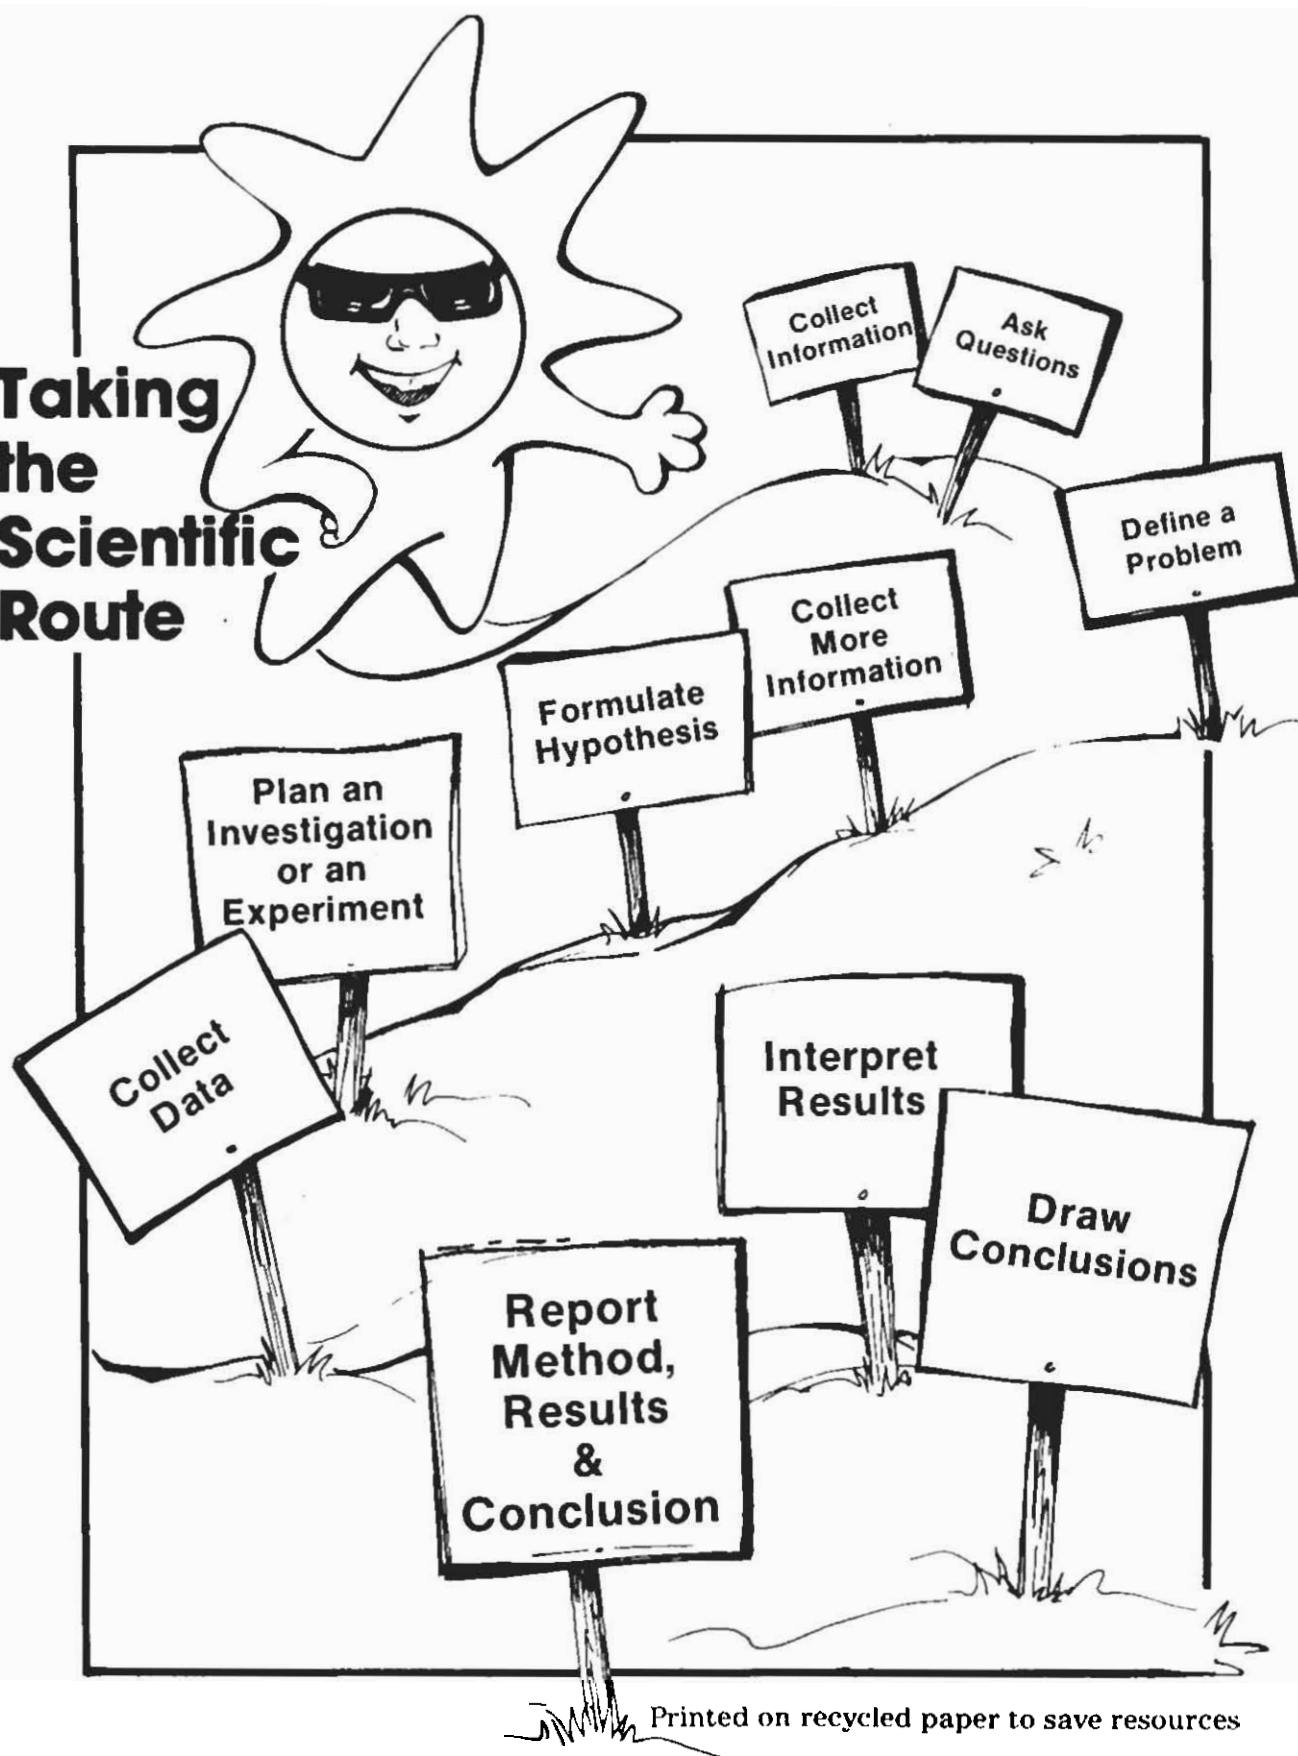 Taking
the
Scientific
Route
Collect
Information
Ask
Questions
Define a
Problem
Collect
More
Information
Formulate
Hypothesis
Plan an
Investigation
or an
Experiment
Collect
Data
Interpret
Results
Draw
Conclusions
Report
Method,
Results
&
Conclusion
Printed on recycled paper to save resources